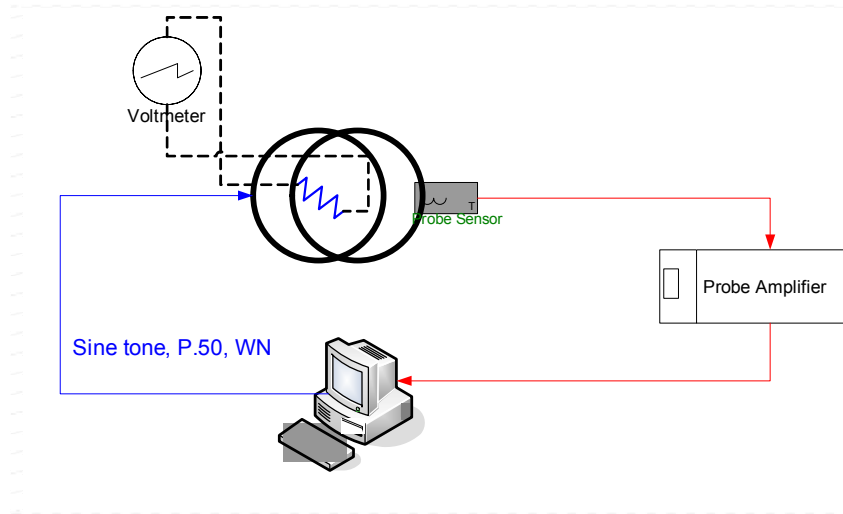 Voltmeter
T
Probe Sensor
Probe Amplifier
Sine tone, P.50, WN